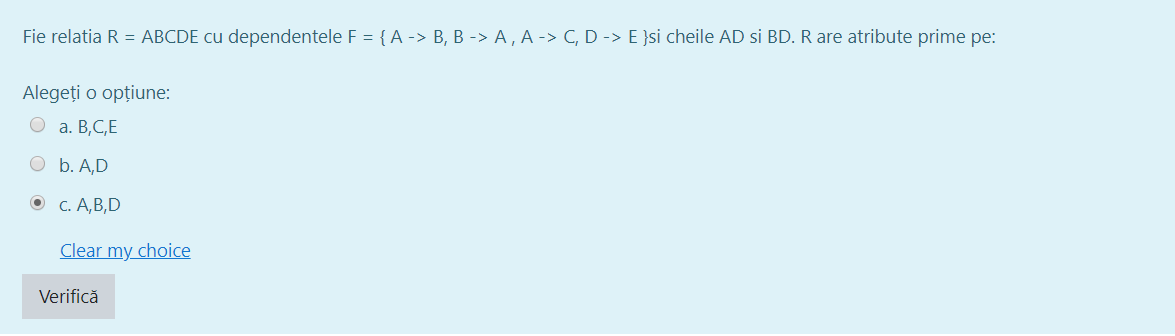 Fie relatia R = ABCDE cu dependentele F = { A -> B, B -> A , A -> C, D -> E }si cheile AD si BD. R are atribute prime pe:
Alegeți o opțiune:
a. B,C,E
b. A,D
c. A,B,D
Clear my choice
Verifică